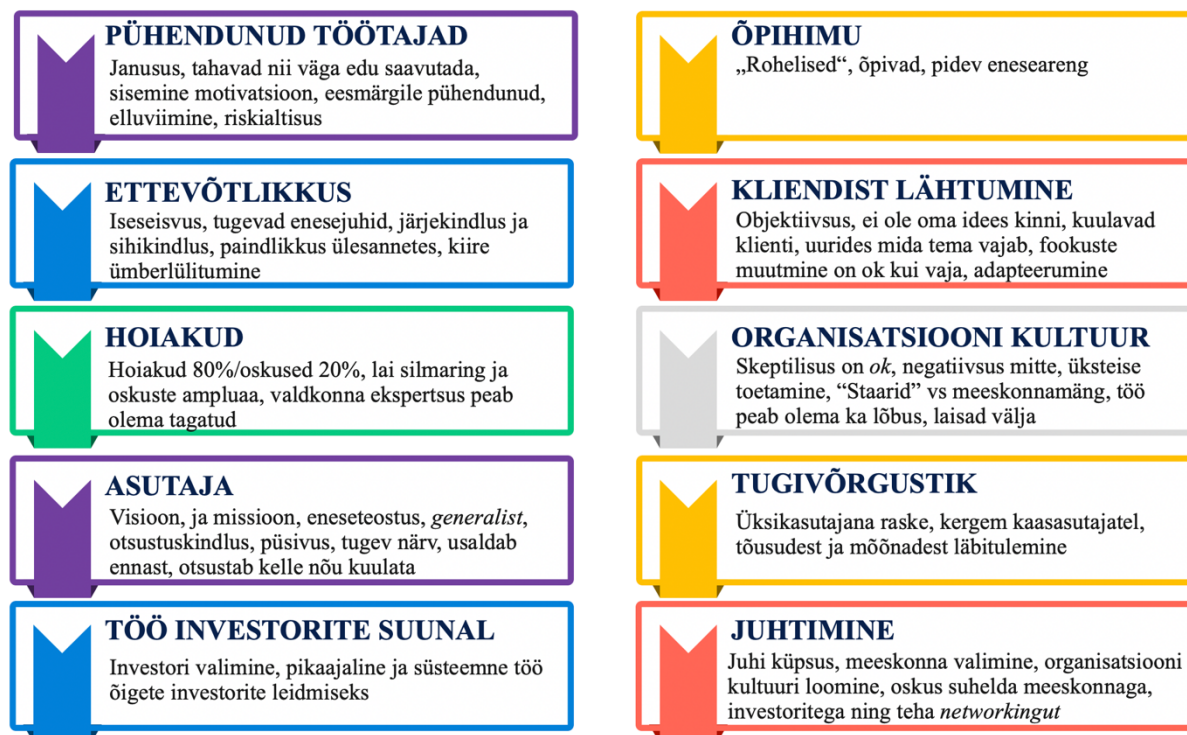 PÜHENDUNUD TÖÖTAJAD
Janusus, tahavad nii väga edu saavutada,
sisemine motivatsioon, eesmärgile pühendunud,
elluviimine, riskialtisus
ÕPIHIMU
„Rohelised“, õpivad, pidev eneseareng
ETTEVÕTLIKKUS
Iseseisvus, tugevad enesejuhid, järjekindlus ja
sihikindlus, paindlikkus ülesannetes, kiire
ümberlülitumine
KLIENDIST LÄHTUMINE
Objektiivsus, ei ole oma idees kinni, kuulavad
klienti, uurides mida tema vajab, fookuste
muutmine on ok kui vaja, adapteerumine
HOIAKUD
Hoiakud 80%/oskused 20%, lai silmaring ja
oskuste ampluaa, valdkonna ekspertsus peab
olema tagatud
ORGANISATSIOONI KULTUUR
Skeptilisus on ok, negatiivsus mitte, üksteise
toetamine, “Staarid” vs meeskonnamäng, töö
peab olema ka lõbus, laisad välja
ASUTAJA
Visioon, ja missioon, eneseteostus, generalist,
otsustuskindlus, püsivus, tugev närv, usaldab
ennast, otsustab kelle nõu kuulata
TUGIVÕRGUSTIK
Üksikasutajana raske, kergem kaasasutajatel,
tõusudest ja mõõnadest läbitulemine
TÖÖ INVESTORITE SUUNAL
Investori valimine, pikaajaline ja süsteemne töö
õigete investorite leidmiseks
JUHTIMINE
Juhi küpsus, meeskonna valimine, organisatsiooni
kultuuri loomine, oskus suhelda meeskonnaga,
investoritega ning teha networkingut